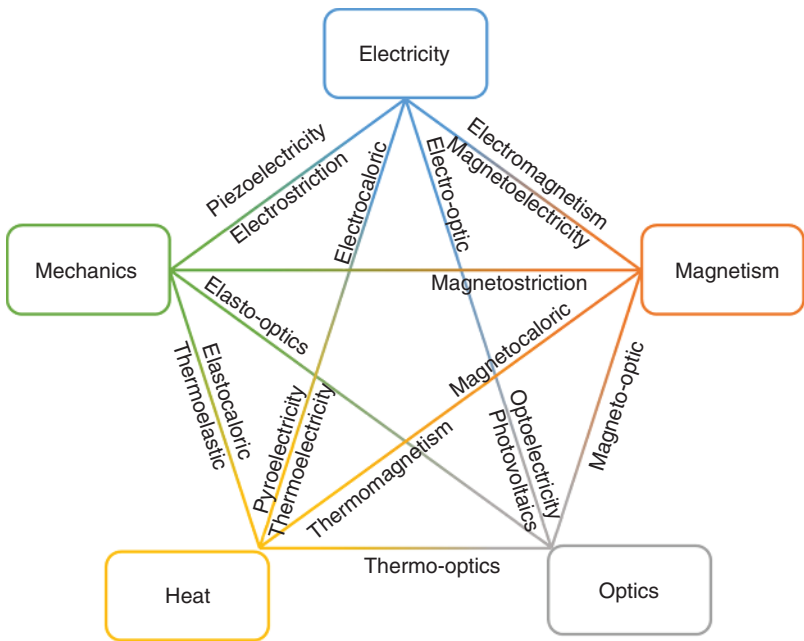 Electricity
Piezoelectricity
Electrostriction
Electrocaloric
Electro-optic
Electromagnetism
Magnetoelectricity
Mechanics
Magnetism
Magnetostriction
Elasto-optics
Magnetocaloric
Elastocaloric
Thermoelastic
Magneto-optic
Pyroelectricity
Thermoelectricity
Thermomagnetism
Optoelectricity
Photovoltaics
Thermo-optics
Heat
Optics